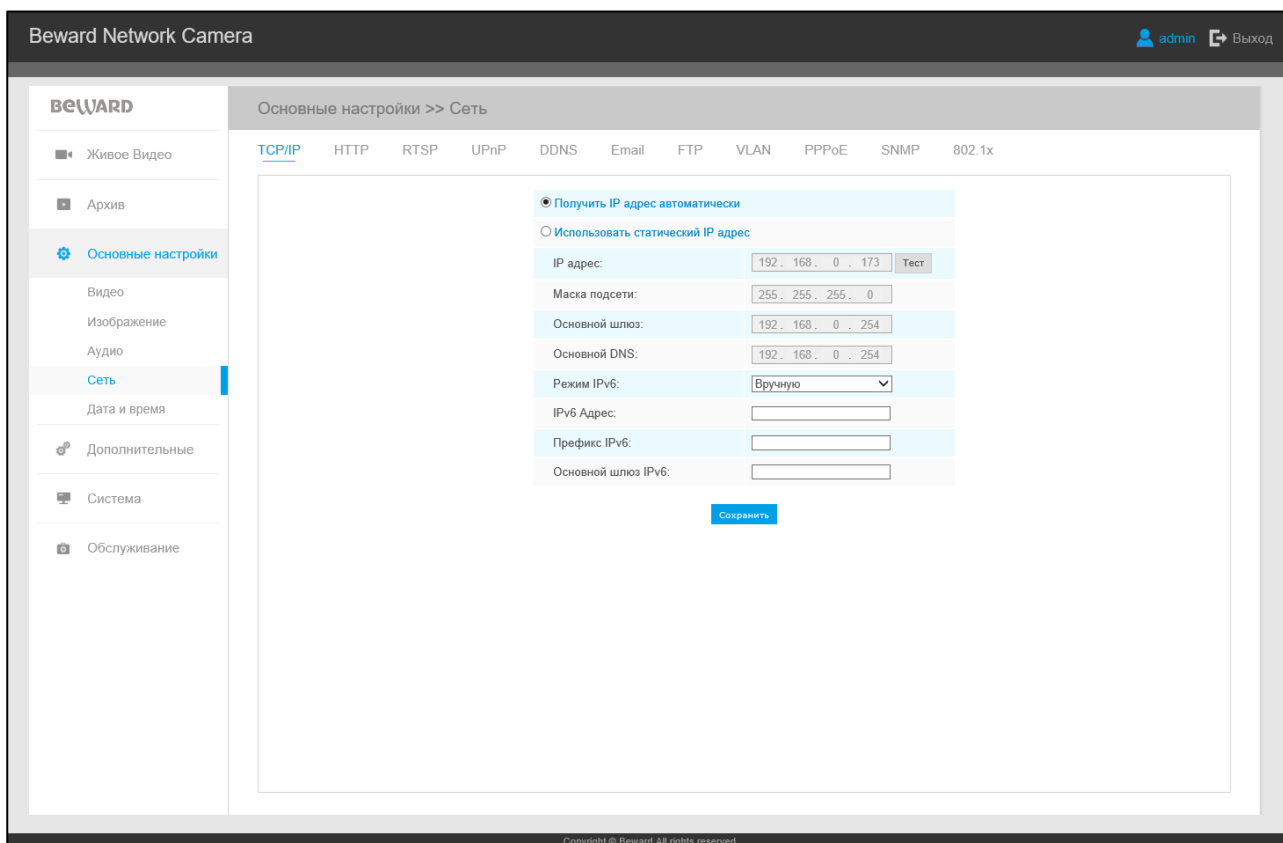 Beward Network Camera
admin Выход
BEWARD
Основные настройки >> Сеть
Живое Видео
Архив
Основные настройки
Видео
Изображение
Аудио
Сеть
Дата и время
Дополнительные
Система
Обслуживание
TCP/IP HTTP RTSP UPnP DDNS Email FTP VLAN PPPoE SNMP 802.1x
Получить IP адрес автоматически
Использовать статический IP адрес
IP адрес: 192. 168. 0 . 173 Тест
Маска подсети: 255. 255. 255. 0
Основной шлюз: 192. 168. 0 . 254
Основной DNS: 192. 168. 0 . 254
Режим IPv6: Вручную
IPv6 Адрес:
Префикс IPv6:
Основной шлюз IPv6:
Сохранить
Copyright © Beward All rights reserved